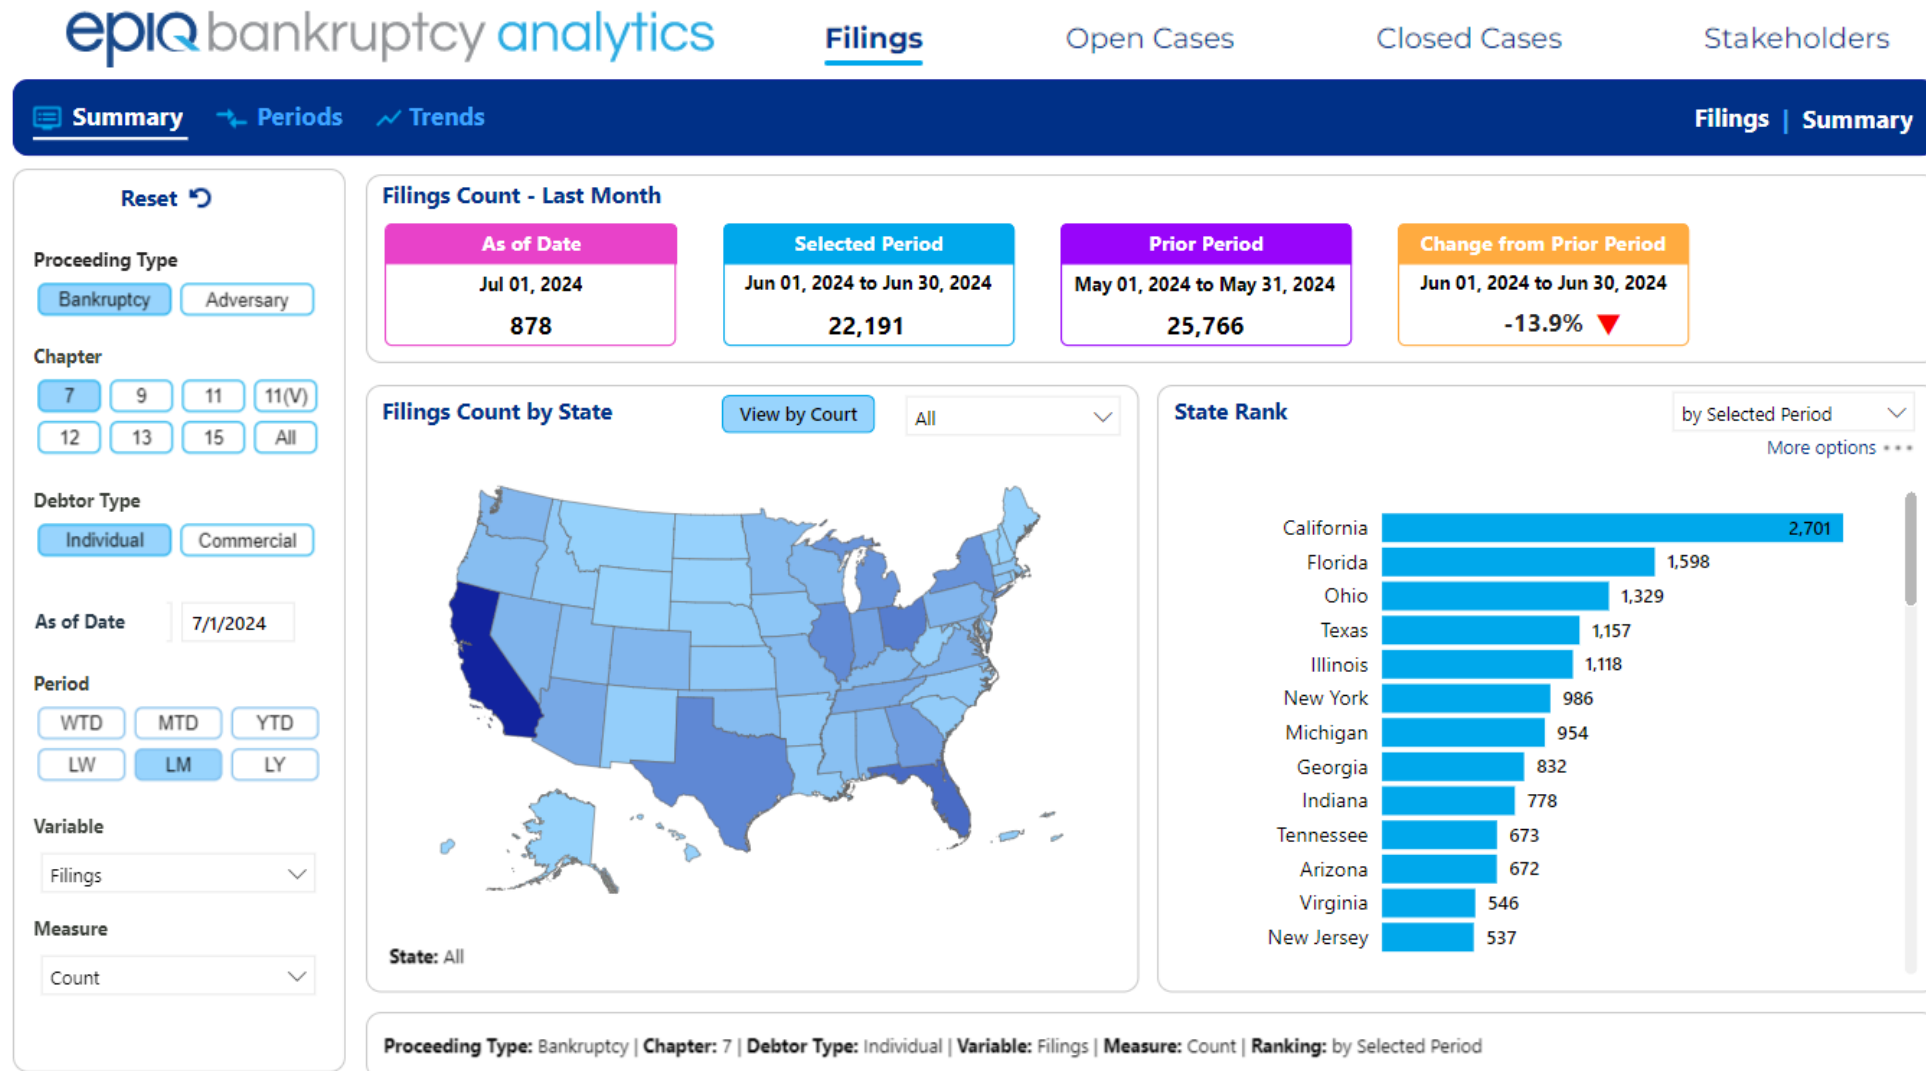 epiq bankruptcy analytics
Filings
Open Cases
Closed Cases
Stakeholders
Summary
Periods
Trends
Filings | Summary
Reset
Proceeding Type
Bankruptcy
Adversary
Chapter
7
9
11
11(V)
12
13
15
All
Debtor Type
Individual
Commercial
As of Date
7/1/2024
Period
WTD
MTD
YTD
LW
LM
LY
Variable
Filings
Measure
Count
Filings Count - Last Month
As of Date
Jul 01, 2024
878
Selected Period
Jun 01, 2024 to Jun 30, 2024
22,191
Prior Period
May 01, 2024 to May 31, 2024
25,766
Change from Prior Period
Jun 01, 2024 to Jun 30, 2024
-13.9%
Filings Count by State
View by Court
All
State: All
State Rank
by Selected Period
More options
California 2,701
Florida 1,598
Ohio 1,329
Texas 1,157
Illinois 1,118
New York 986
Michigan 954
Georgia 832
Indiana 778
Tennessee 673
Arizona 672
Virginia 546
New Jersey 537
Proceeding Type: Bankruptcy | Chapter: 7 | Debtor Type: Individual | Variable: Filings | Measure: Count | Ranking: by Selected Period